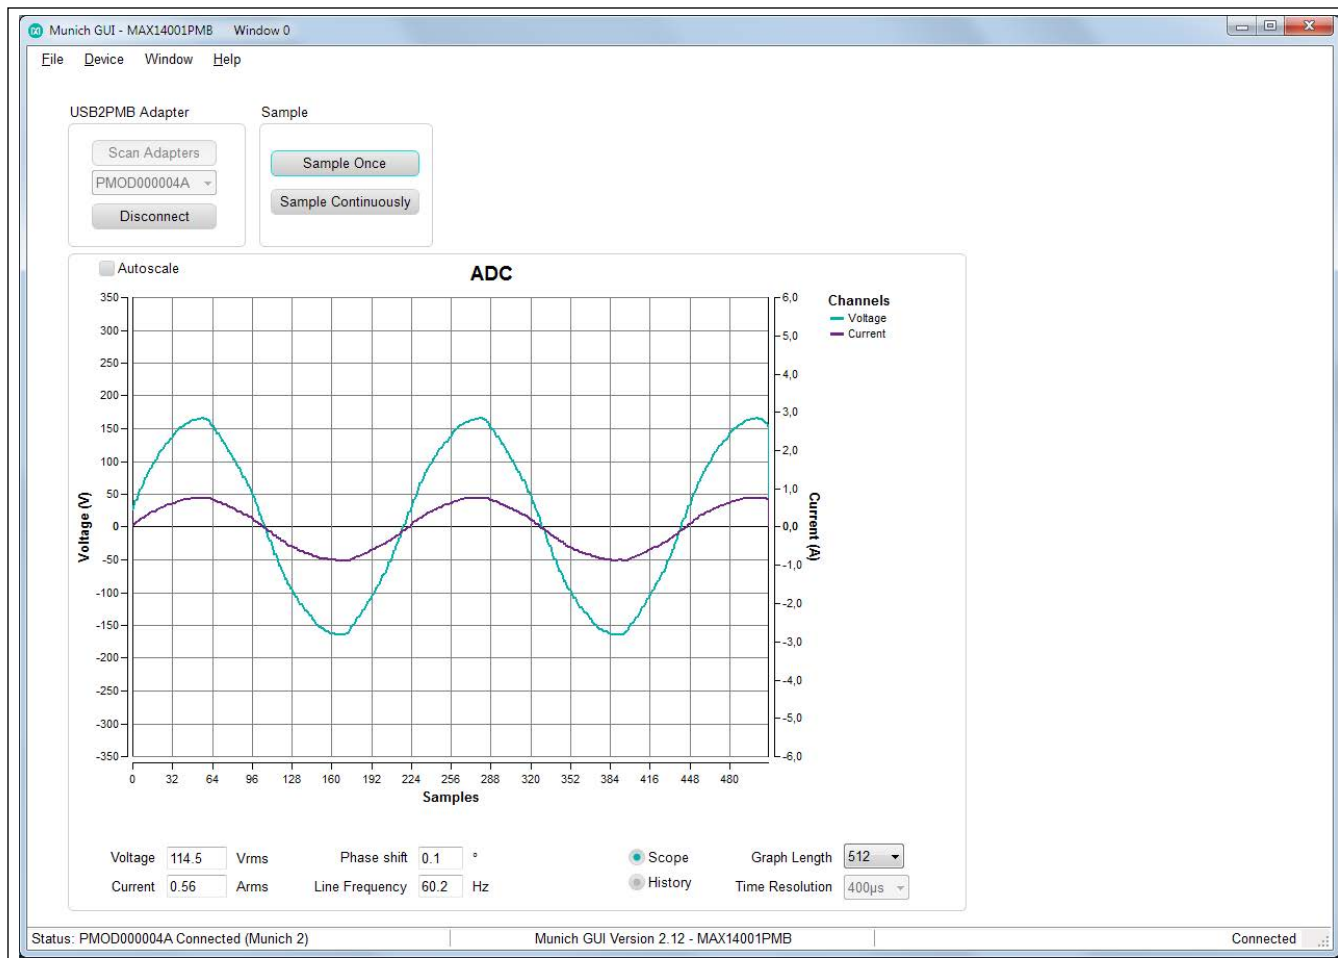 Munich GUI - MAX14001PMB Window 0
File Device Window Help
USB2PMB Adapter
Scan Adapters
PMOD000004A
Disconnect
Sample
Sample Once
Sample Continuously
Autoscale
ADC
350
300
250
200
150
100
50
0
-50
-100
-150
-200
-250
-300
-350
Voltage (V)
6,0
5,0
4,0
3,0
2,0
1,0
0,0
-1,0
-2,0
-3,0
-4,0
-5,0
-6,0
Current (A)
Channels
Voltage
Current
0 32 64 96 128 160 192 224 256 288 320 352 384 416 448 480
Samples
Voltage 114.5 Vrms Phase shift 0.1 ° Scope Graph Length 512
Current 0.56 Arms Line Frequency 60.2 Hz History Time Resolution 400µs
Status: PMOD000004A Connected (Munich 2) Munich GUI Version 2.12 - MAX14001PMB Connected